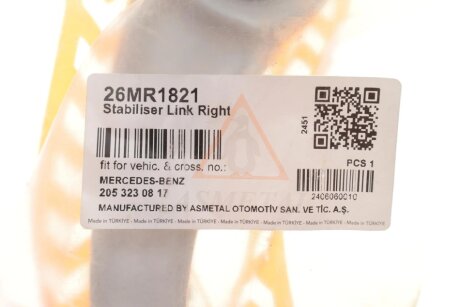 26MR1821
Stabiliser Link Right
2451
fit for vehic. & cross. no.:
PCS 1
MERCEDES-BENZ
205 323 08 17
2406060010
MANUFACTURED BY ASMETAL OTOMOTİV SAN. VE TİC. A.Ş.
Made in TÜRKİYE - Made in TÜRKİYE - Made in TÜRKİYE - Made in TÜRKİYE - Made in TÜRKİYE - Made in TÜRKİYE - Made in TÜRKİYE